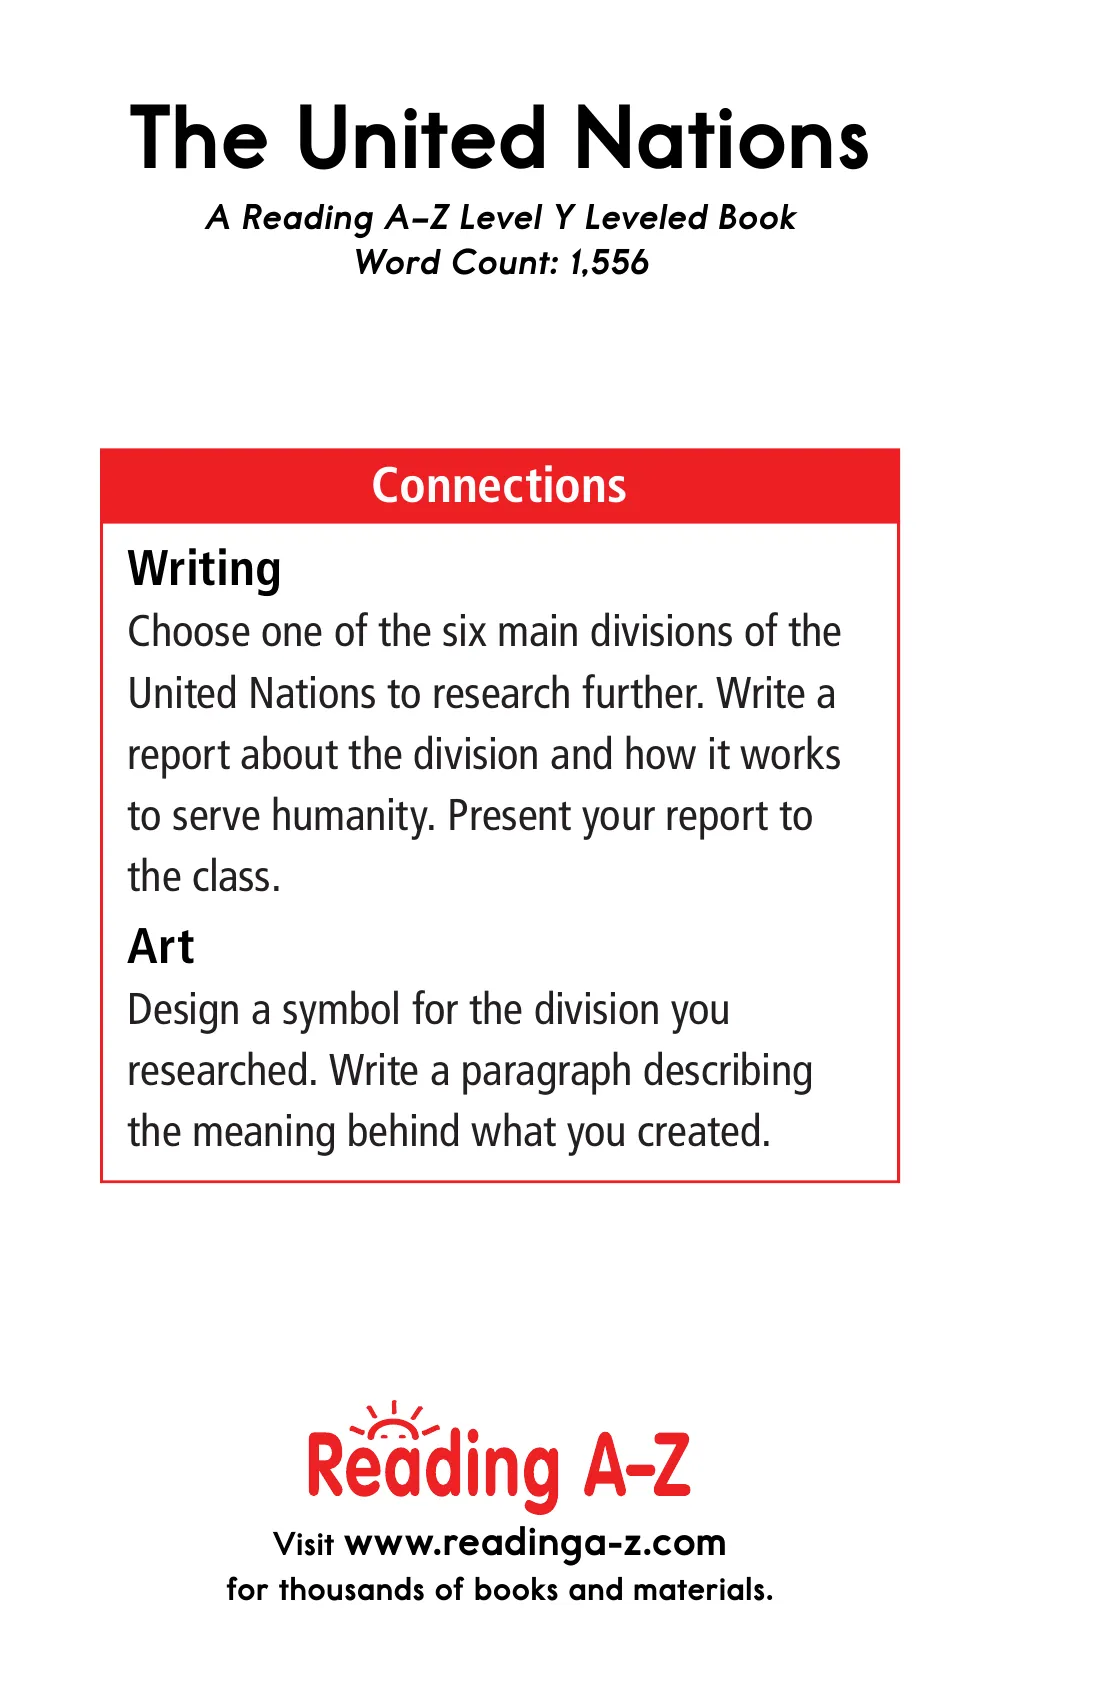 The United Nations
A Reading A–Z Level Y Leveled Book
Word Count: 1,556
Connections
Writing
Choose one of the six main divisions of the
United Nations to research further. Write a
report about the division and how it works
to serve humanity. Present your report to
the class.
Art
Design a symbol for the division you
researched. Write a paragraph describing
the meaning behind what you created.
Reading A–Z
Visit www.readinga-z.com
for thousands of books and materials.